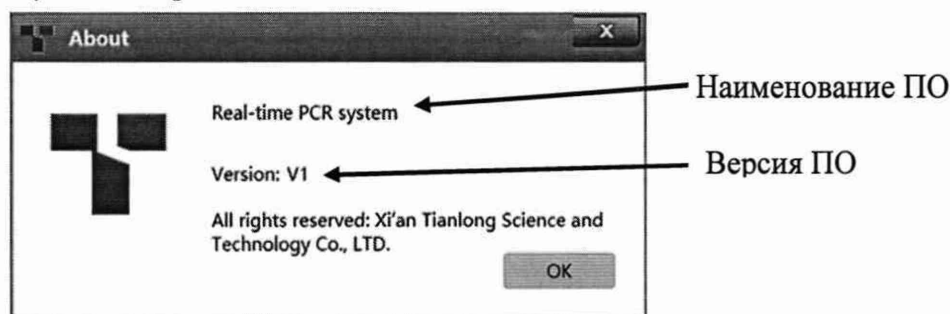 About
x
Real-time PCR system
Наименование ПО
Version: V1
Версия ПО
All rights reserved: Xi'an Tianlong Science and
Technology Co., LTD.
OK